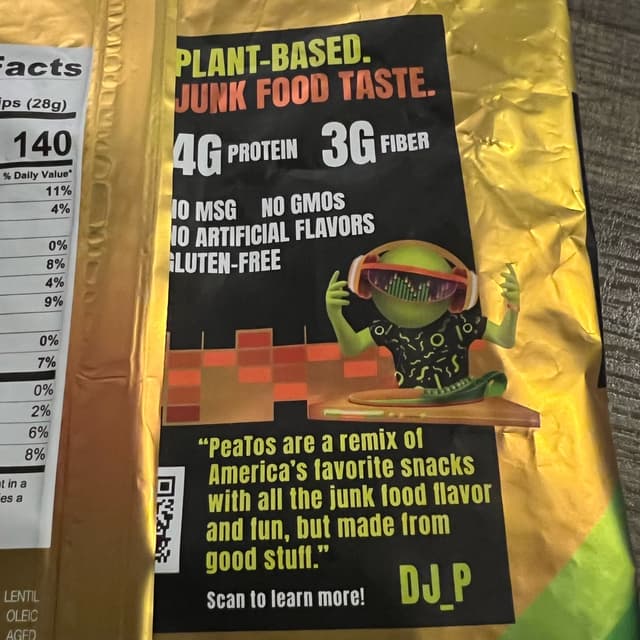 Facts
ips (28g)
140
% Daily Value*
11%
4%
0%
8%
4%
9%
0%
7%
0%
2%
6%
8%
t in a
es a
LENTIL
OLEIC
AGED
PLANT-BASED.
JUNK FOOD TASTE.
4G PROTEIN 3G FIBER
NO MSG NO GMOS
NO ARTIFICIAL FLAVORS
GLUTEN-FREE
“PeaTos are a remix of
America’s favorite snacks
with all the junk food flavor
and fun, but made from
good stuff.”
DJ_P
Scan to learn more!